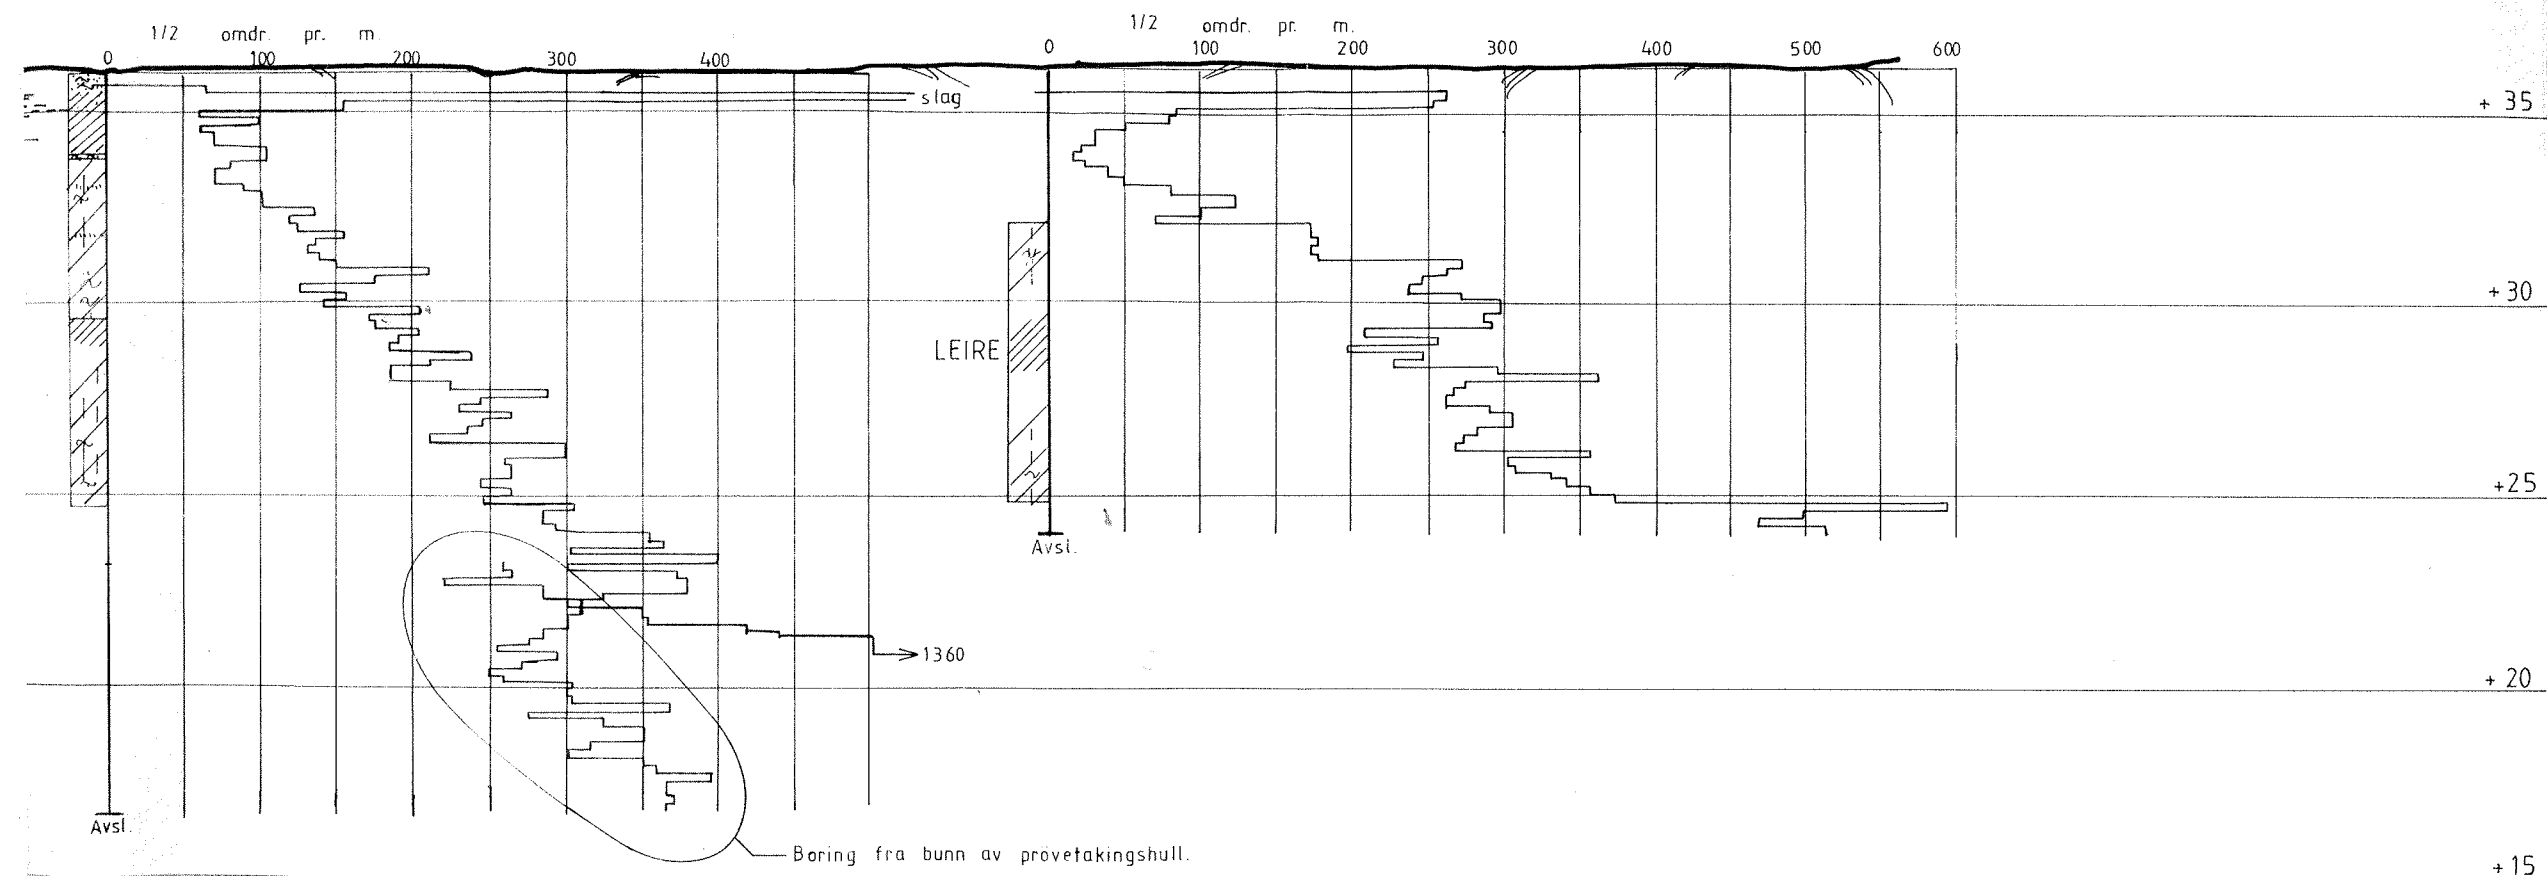 1/2 omdr. pr. m.
0 100 200 300 400
1/2 omdr. pr. m.
0 100 200 300 400 500 600
slag
+ 35
+ 30
LEIRE
+25
Avsl.
1360
+ 20
Avsl.
Boring fra bunn av prövetakingshull.
+15